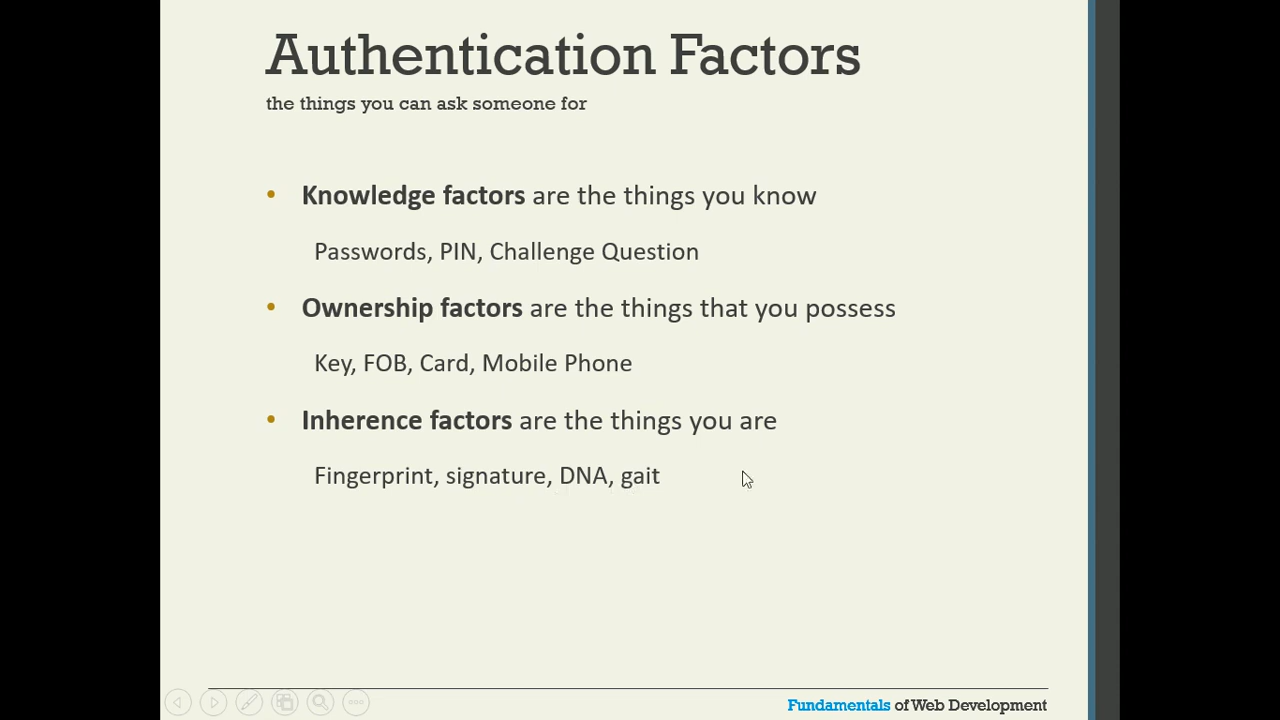 Authentication Factors
the things you can ask someone for
• Knowledge factors are the things you know
Passwords, PIN, Challenge Question
• Ownership factors are the things that you possess
Key, FOB, Card, Mobile Phone
• Inherence factors are the things you are
Fingerprint, signature, DNA, gait
Fundamentals of Web Development